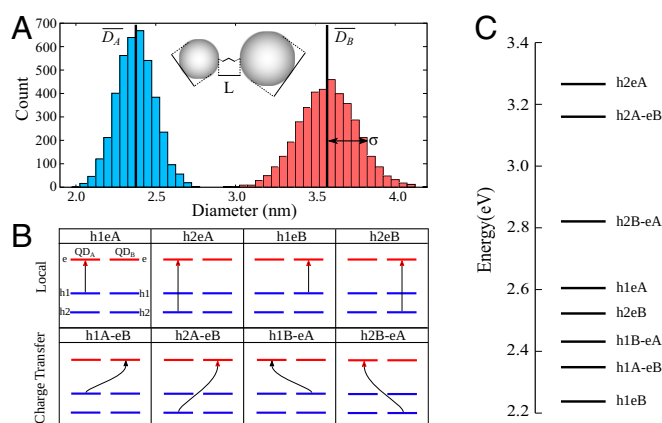 A
700
600
500
400
300
200
100
0
Count
D_A
D_B
L
σ
2.0 2.5 3.0 3.5 4.0
Diameter (nm)
B
h1eA h2eA h1eB h2eB
Local
QD_A QD_B
e e
h1 h1
h2 h2
h1A-eB h2A-eB h1B-eA h2B-eA
Charge Transfer
C
Energy(eV)
3.4
3.2
3.0
2.8
2.6
2.4
2.2
h2eA
h2A-eB
h2B-eA
h1eA
h2eB
h1B-eA
h1A-eB
h1eB